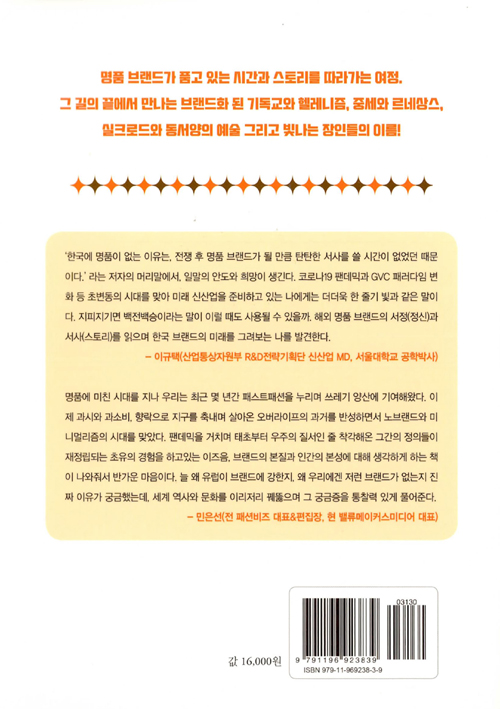 명품 브랜드가 품고 있는 시간과 스토리를 따라가는 여정.
그 길의 끝에서 만나는 브랜드화 된 기독교와 헬레니즘, 중세와 르네상스,
실크로드와 동서양의 예술 그리고 빛나는 장인들의 이름!
'한국에 명품이 없는 이유는, 전쟁 후 명품 브랜드가 될 만큼 탄탄한 서사를 쓸 시간이 없었던 때문
이다.' 라는 저자의 머리말에서, 일말의 안도와 희망이 생긴다. 코로나19 팬데믹과 GVC 패러다임 변
화 등 초변동의 시대를 맞아 미래 신산업을 준비하고 있는 나에게는 더더욱 한 줄기 빛과 같은 말이
다. 지피지기면 백전백승이라는 말이 이럴 때도 사용될 수 있을까. 해외 명품 브랜드의 서정(정신)과
서사(스토리)를 읽으며 한국 브랜드의 미래를 그려보는 나를 발견한다.
– 이규택(산업통상자원부 R&D전략기획단 신산업 MD, 서울대학교 공학박사)
명품에 미친 시대를 지나 우리는 최근 몇 년간 패스트패션을 누리며 쓰레기 양산에 기여해왔다. 이
제 과시와 과소비, 향락으로 지구를 축내며 살아온 오버라이프의 과거를 반성하면서 노브랜드와 미
니멀리즘의 시대를 맞았다. 팬데믹을 거치며 태초부터 우주의 질서인 줄 착각해온 그간의 정의들이
재정립되는 초유의 경험을 하고있는 이즈음, 브랜드의 본질과 인간의 본성에 대해 생각하게 하는 책
이 나와줘서 반가운 마음이다. 늘 왜 유럽이 브랜드에 강한지, 왜 우리에겐 저런 브랜드가 없는지 진
짜 이유가 궁금했는데, 세계 역사와 문화를 이리저리 꿰뚫으며 그 궁금증을 통찰력 있게 풀어준다.
– 민은선(전 패션비즈 대표&편집장, 현 밸류메이커스미디어 대표)
03130
값 16,000원
9 791196 923839
ISBN 979-11-969238-3-9